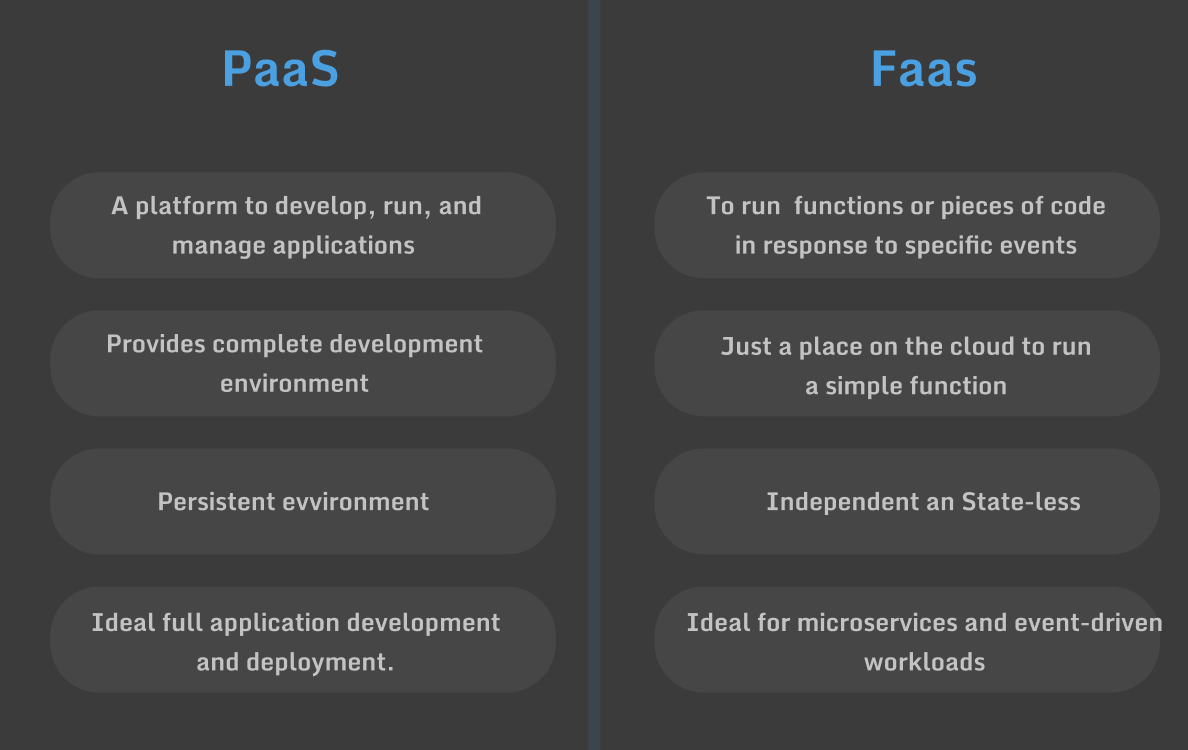 PaaS
A platform to develop, run, and
manage applications
Provides complete development
environment
Persistent evvironment
Ideal full application development
and deployment.
Faas
To run  functions or pieces of code
in response to specific events
Just a place on the cloud to run
a simple function
Independent an State-less
Ideal for microservices and event-driven
workloads